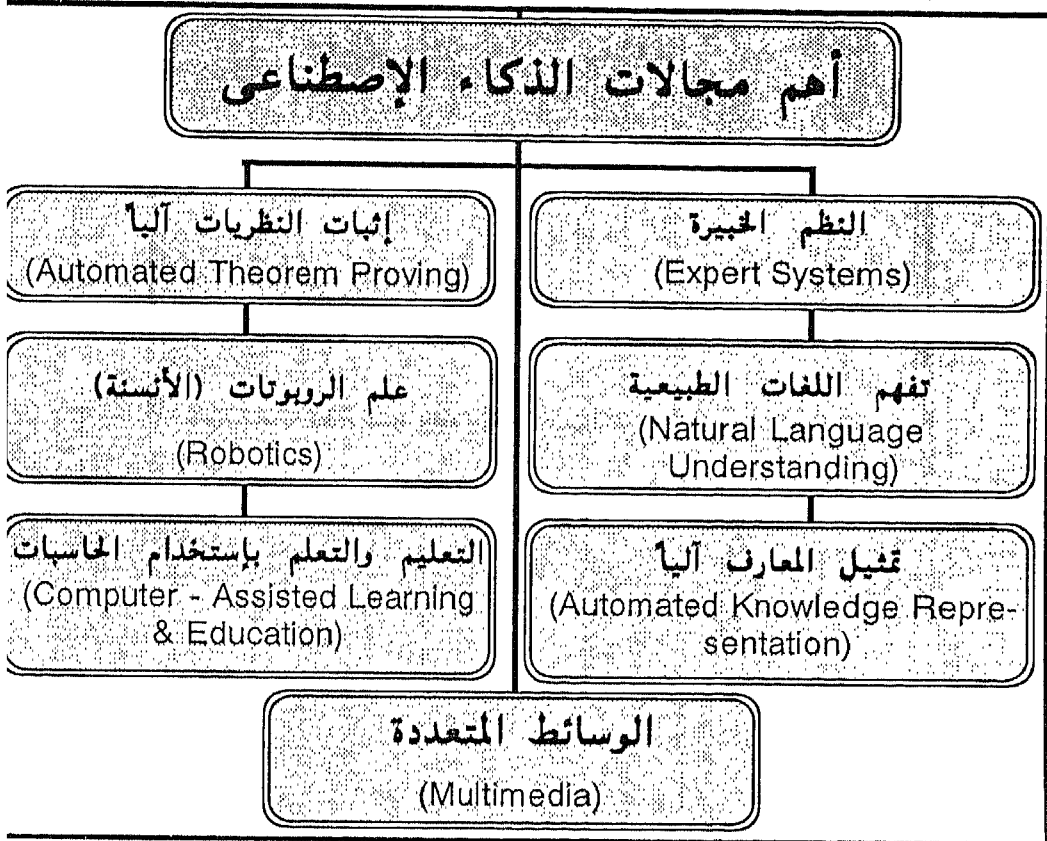 أهم مجالات الذكاء الإصطناعى
النظم الخبيرة
(Expert Systems)
تفهم اللغات الطبيعية
(Natural Language
Understanding)
تمثيل المعارف آلياً
(Automated Knowledge Repre-
sentation)
إثبات النظريات آلياً
(Automated Theorem Proving)
علم الروبوتات (الأنسنة)
(Robotics)
التعليم والتعلم بإستخدام الحاسبات
(Computer - Assisted Learning
& Education)
الوسائط المتعددة
(Multimedia)